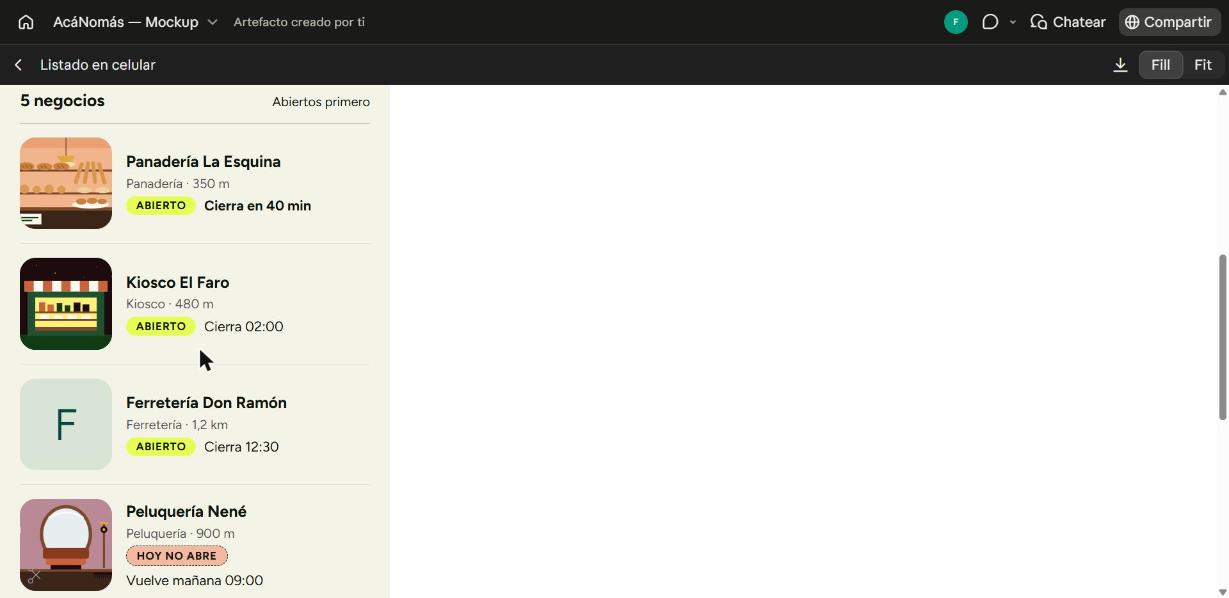 AcáNomás — Mockup
Artefacto creado por ti
F
Chatear
Compartir
Listado en celular
Fill
Fit
5 negocios
Abiertos primero
Panadería La Esquina
Panadería · 350 m
ABIERTO
Cierra en 40 min
Kiosco El Faro
Kiosco · 480 m
ABIERTO
Cierra 02:00
F
Ferretería Don Ramón
Ferretería · 1,2 km
ABIERTO
Cierra 12:30
Peluquería Nené
Peluquería · 900 m
HOY NO ABRE
Vuelve mañana 09:00